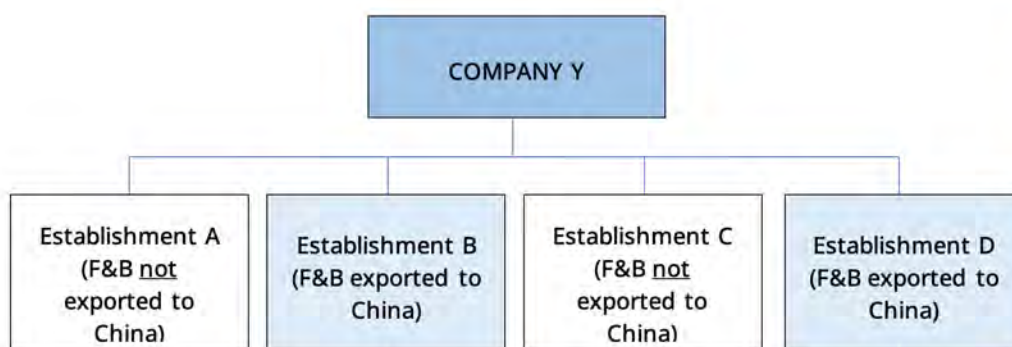 COMPANY Y
Establishment A
(F&B not
exported to
China)
Establishment B
(F&B exported to
China)
Establishment C
(F&B not
exported to
China)
Establishment D
(F&B exported to
China)